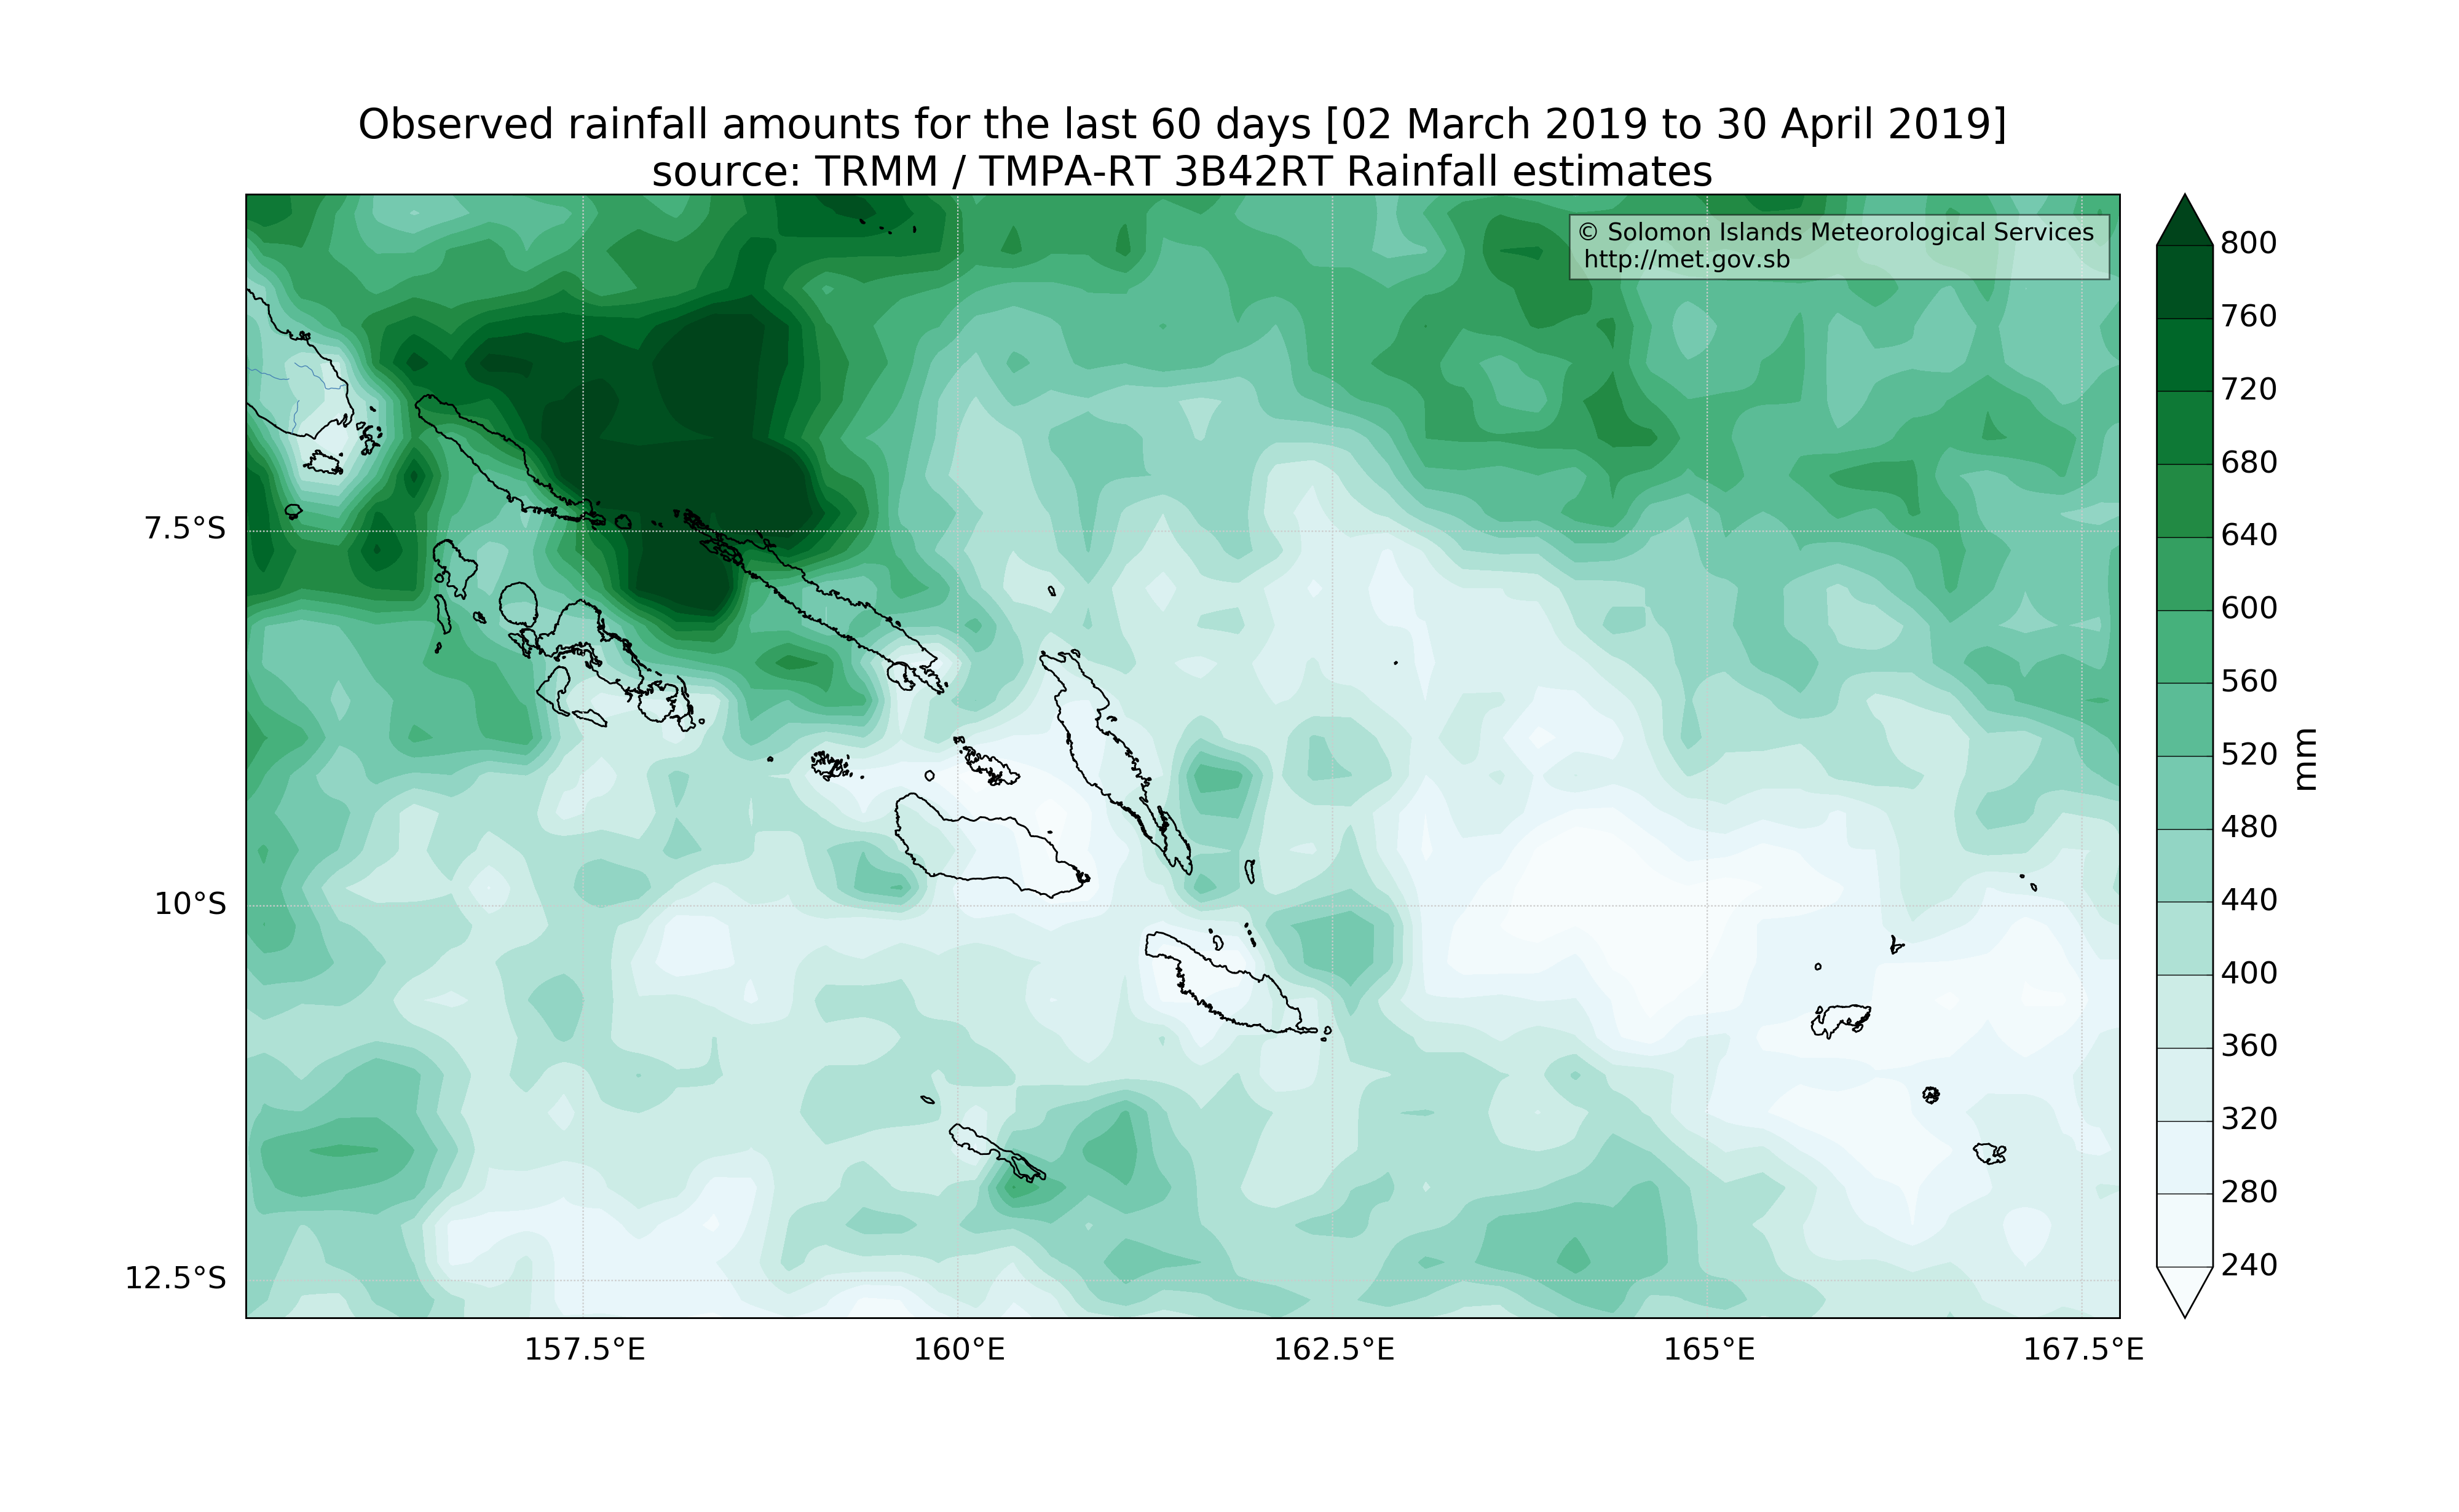 Observed rainfall amounts for the last 60 days [02 March 2019 to 30 April 2019]
source: TRMM / TMPA-RT 3B42RT Rainfall estimates
© Solomon Islands Meteorological Services
http://met.gov.sb
7.5°S
10°S
12.5°S
157.5°E
160°E
162.5°E
165°E
167.5°E
800
760
720
680
640
600
560
520
480
440
400
360
320
280
240
mm